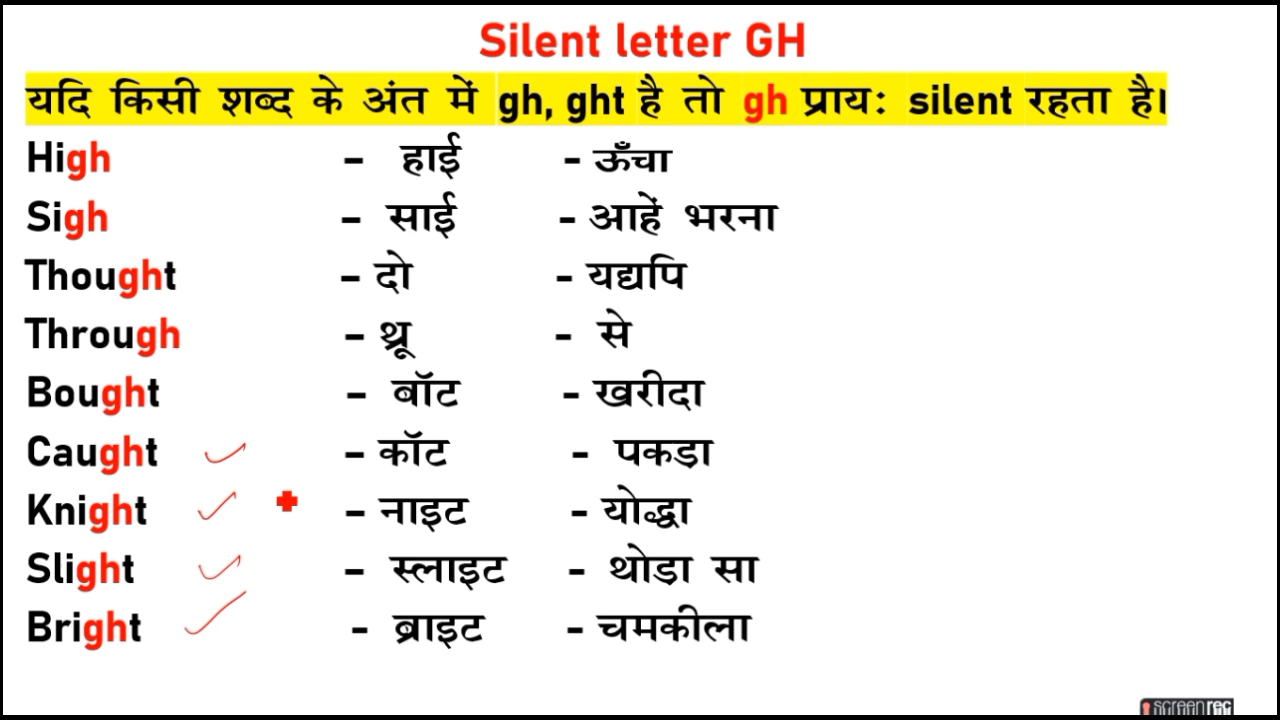 Silent letter GH
यदि किसी शब्द के अंत में gh, ght है तो gh प्रायः silent रहता है।
High – हाई – ऊँचा
Sigh – साई – आहें भरना
Thought – दो – यद्यपि
Through – थ्रू – से
Bought – बॉट – खरीदा
Caught – कॉट – पकड़ा
Knight – नाइट – योद्धा
Slight – स्लाइट – थोड़ा सा
Bright – ब्राइट – चमकीला
screenrec